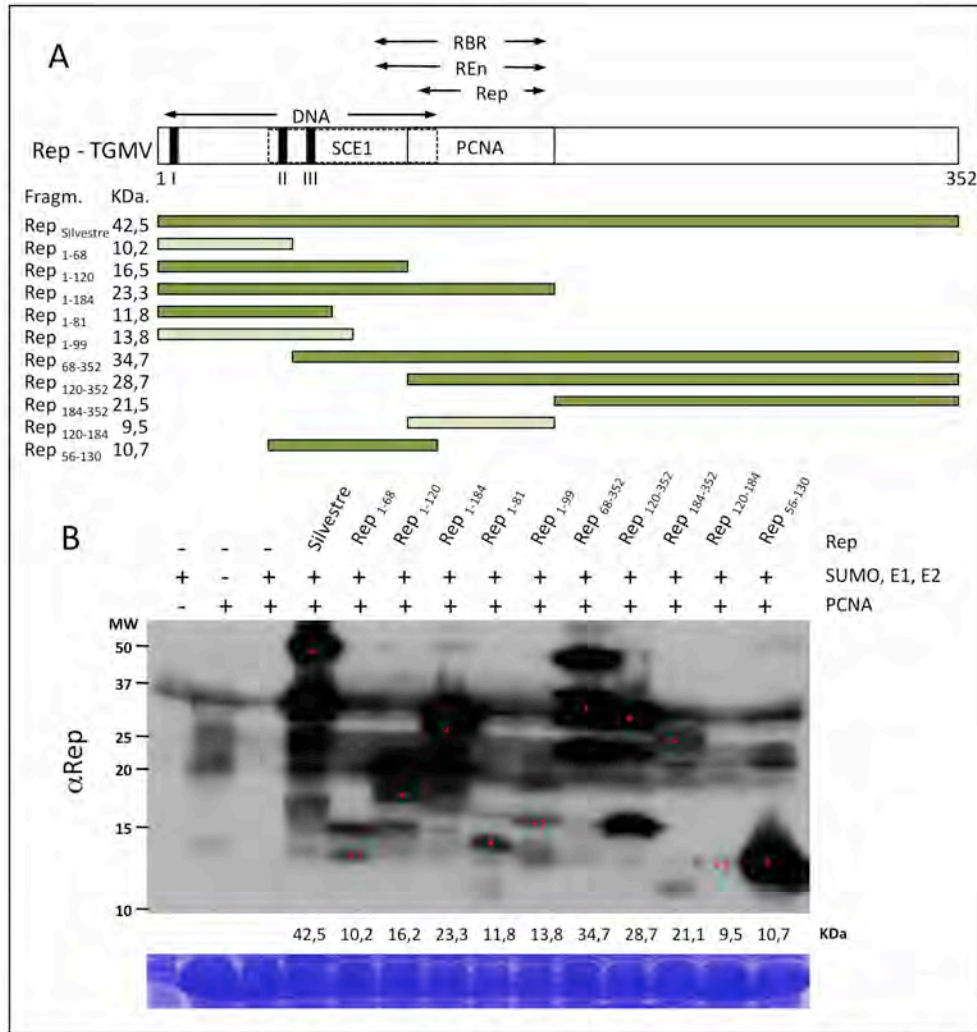 A
RBR
REn
Rep
DNA
Rep - TGMV SCE1 PCNA
1 I II III 352
Fragm. KDa.
Rep Silvestre 42,5
Rep 1-68 10,2
Rep 1-120 16,5
Rep 1-184 23,3
Rep 1-81 11,8
Rep 1-99 13,8
Rep 68-352 34,7
Rep 120-352 28,7
Rep 184-352 21,5
Rep 120-184 9,5
Rep 56-130 10,7
B
- - - Silvestre Rep 1-68 Rep 1-120 Rep 1-184 Rep 1-81 Rep 1-99 Rep 68-352 Rep 120-352 Rep 184-352 Rep 120-184 Rep 56-130 Rep
+ - + + + + + + + + + + + + SUMO, E1, E2
- + + + + + + + + + + + + + PCNA
MW
50
37
25
20
15
10
αRep
42,5 10,2 16,2 23,3 11,8 13,8 34,7 28,7 21,1 9,5 10,7 KDa